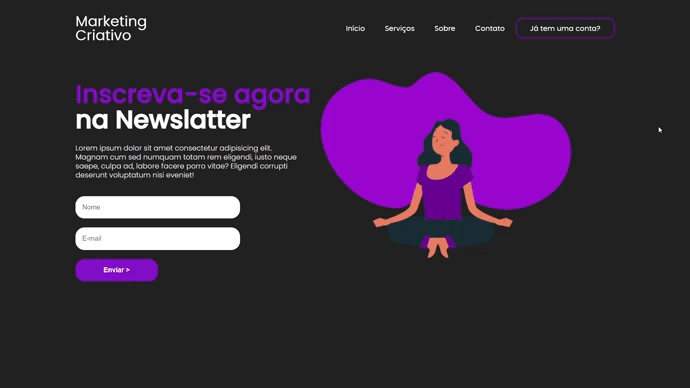 Marketing
Criativo
Início
Serviços
Sobre
Contato
Já tem uma conta?
Inscreva-se agora
na Newslatter
Lorem ipsum dolor sit amet consectetur adipisicing elit.
Magnam cum sed numquam totam rem eligendi, iusto neque
saepe, culpa ad, labore facere porro vitae? Eligendi corrupti
deserunt voluptatum nisi eveniet!
Nome
E-mail
Enviar >